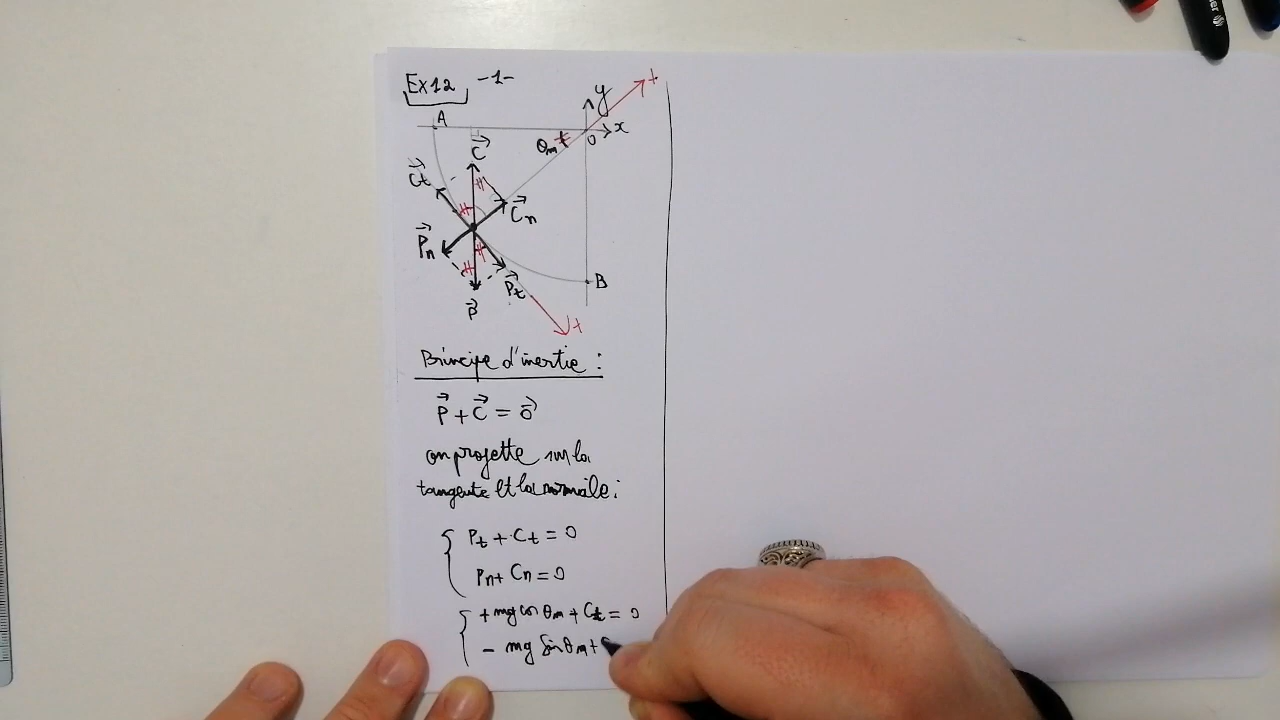 Ex12 -1-
A
y
+
x
O
θm
C⃗
C⃗t
C⃗n
P⃗n
B
P⃗t
P⃗
+
Principe d'inertie :
P⃗ + C⃗ = 0⃗
on projette sur la
tangente et la normale :
Pt + Ct = 0
Pn + Cn = 0
+ mg cos θm + Ct = 0
- mg Sin θm +